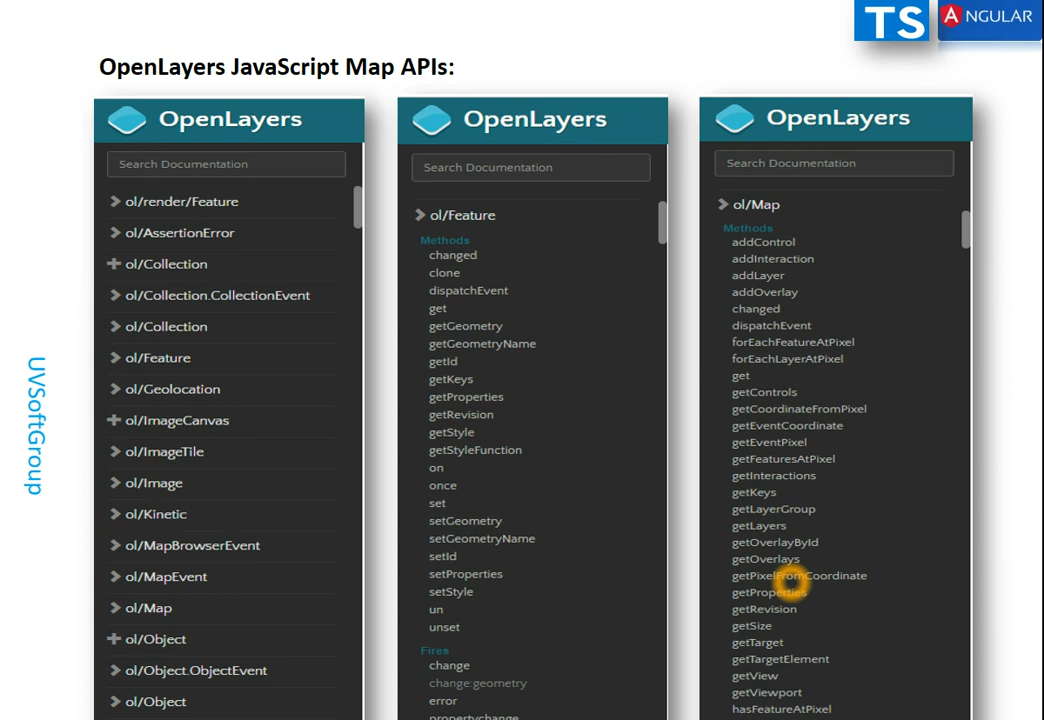 TS
ANGULAR
OpenLayers JavaScript Map APIs:
UVSoftGroup
OpenLayers
Search Documentation
ol/render/Feature
ol/AssertionError
ol/Collection
ol/Collection.CollectionEvent
ol/Collection
ol/Feature
ol/Geolocation
ol/ImageCanvas
ol/ImageTile
ol/Image
ol/Kinetic
ol/MapBrowserEvent
ol/MapEvent
ol/Map
ol/Object
ol/Object.ObjectEvent
ol/Object
OpenLayers
Search Documentation
ol/Feature
Methods
changed
clone
dispatchEvent
get
getGeometry
getGeometryName
getId
getKeys
getProperties
getRevision
getStyle
getStyleFunction
on
once
set
setGeometry
setGeometryName
setId
setProperties
setStyle
un
unset
Fires
change
change:geometry
error
propertychange
OpenLayers
Search Documentation
ol/Map
Methods
addControl
addInteraction
addLayer
addOverlay
changed
dispatchEvent
forEachFeatureAtPixel
forEachLayerAtPixel
get
getControls
getCoordinateFromPixel
getEventCoordinate
getEventPixel
getFeaturesAtPixel
getInteractions
getKeys
getLayerGroup
getLayers
getOverlayById
getOverlays
getPixelFromCoordinate
getProperties
getRevision
getSize
getTarget
getTargetElement
getView
getViewport
hasFeatureAtPixel